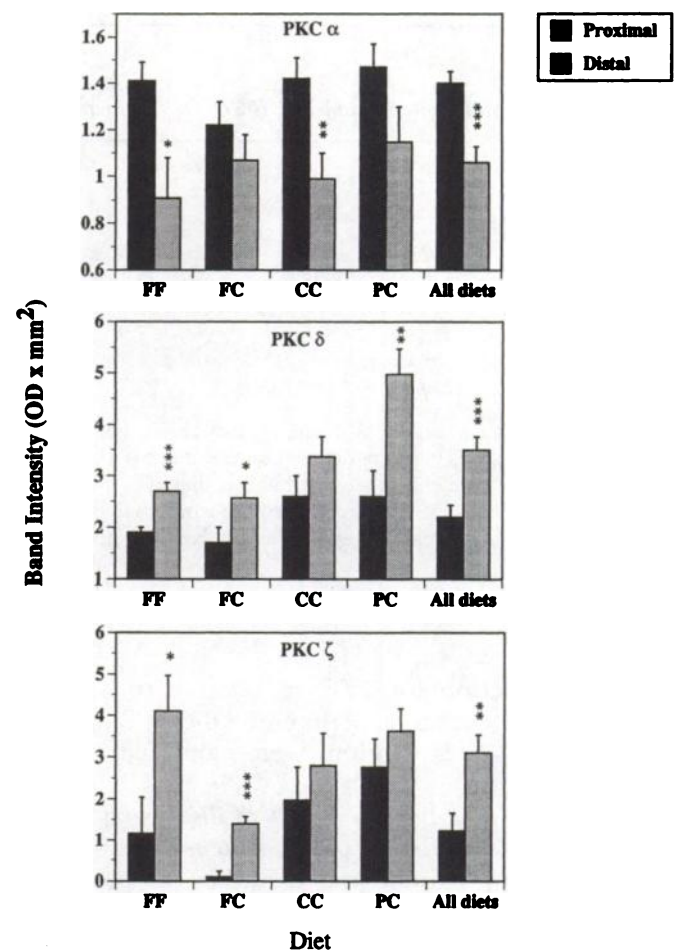 Proximal
Distal
Band Intensity (OD x mm²)
PKC α
1.6
1.4
1.2
1
0.8
0.6
*
**
***
FF FC CC PC All diets
PKC δ
6
5
4
3
2
1
***
*
**
***
FF FC CC PC All diets
PKC ζ
6
5
4
3
2
1
0
*
***
**
FF FC CC PC All diets
Diet